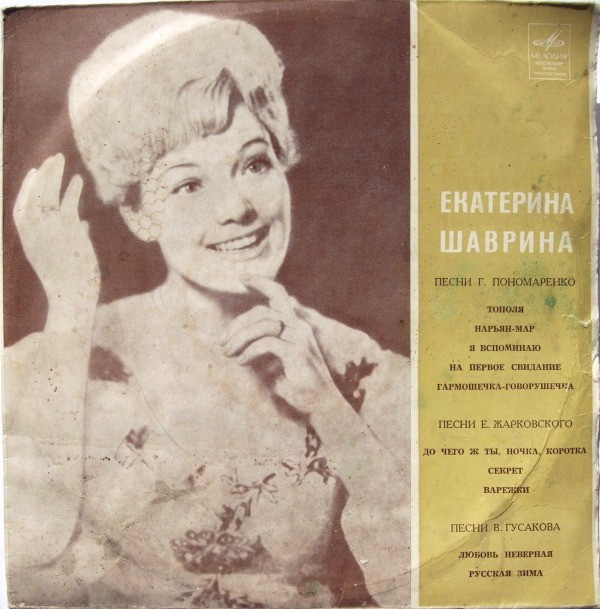 МЕЛОДИЯ
ЕКАТЕРИНА
ШАВРИНА
ПЕСНИ Г. ПОНОМАРЕНКО
ТОПОЛЯ
НАРЬЯН-МАР
Я ВСПОМИНАЮ
НА ПЕРВОЕ СВИДАНИЕ
ГАРМОШЕЧКА-ГОВОРУШЕЧКА
ПЕСНИ Е. ЖАРКОВСКОГО
ДО ЧЕГО Ж ТЫ, НОЧКА, КОРОТКА
СЕКРЕТ
ВАРЕЖКИ
ПЕСНИ В. ГУСАКОВА
ЛЮБОВЬ НЕВЕРНАЯ
РУССКАЯ ЗИМА